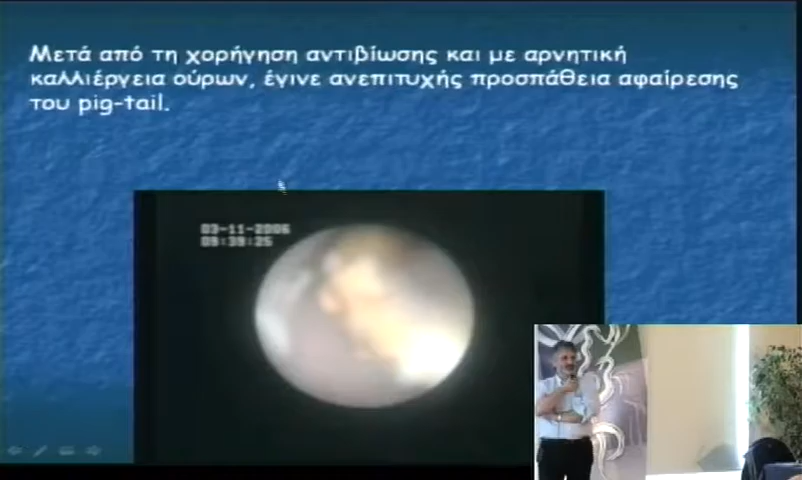 Μετά από τη χορήγηση αντιβίωσης και με αρνητική
καλλιέργεια ούρων, έγινε ανεπιτυχής προσπάθεια αφαίρεσης
του pig-tail.
03-11-2006
09:39:25